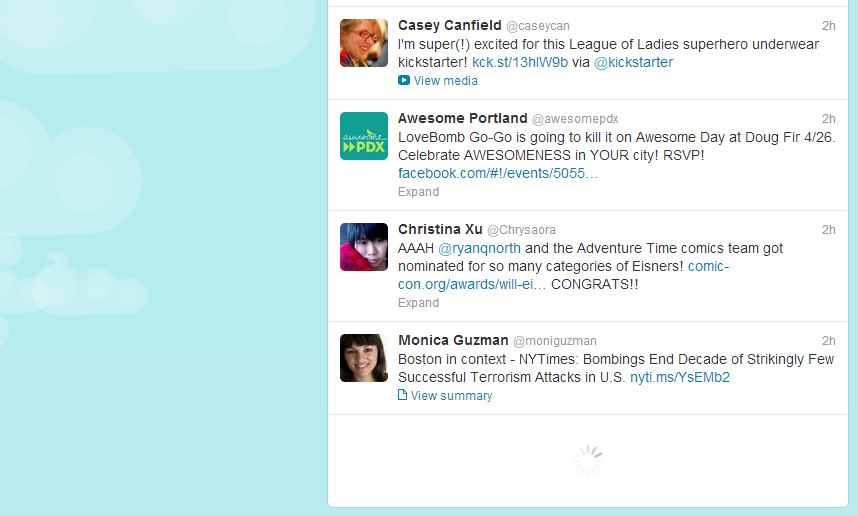 Casey Canfield @caseycan 2h
I'm super(!) excited for this League of Ladies superhero underwear
kickstarter! kck.st/13hlW9b via @kickstarter
View media
awesome
PDX
Awesome Portland @awesomepdx 2h
LoveBomb Go-Go is going to kill it on Awesome Day at Doug Fir 4/26.
Celebrate AWESOMENESS in YOUR city! RSVP!
facebook.com/#!/events/5055…
Expand
Christina Xu @Chrysaora 2h
AAAH @ryanqnorth and the Adventure Time comics team got
nominated for so many categories of Eisners! comic-
con.org/awards/will-ei… CONGRATS!!
Expand
Monica Guzman @moniguzman 2h
Boston in context - NYTimes: Bombings End Decade of Strikingly Few
Successful Terrorism Attacks in U.S. nyti.ms/YsEMb2
View summary